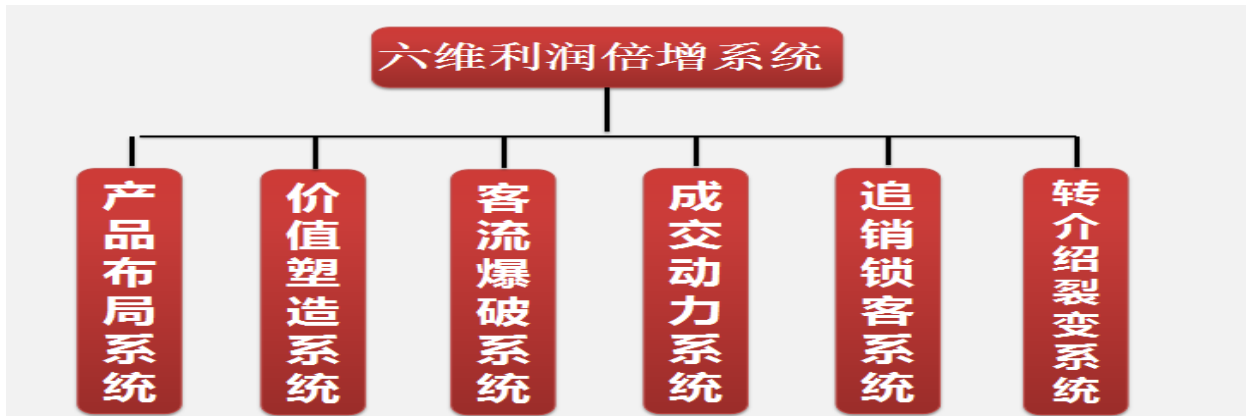 六维利润倍增系统
产品布局系统
价值塑造系统
客流爆破系统
成交动力系统
追销锁客系统
转介绍裂变系统